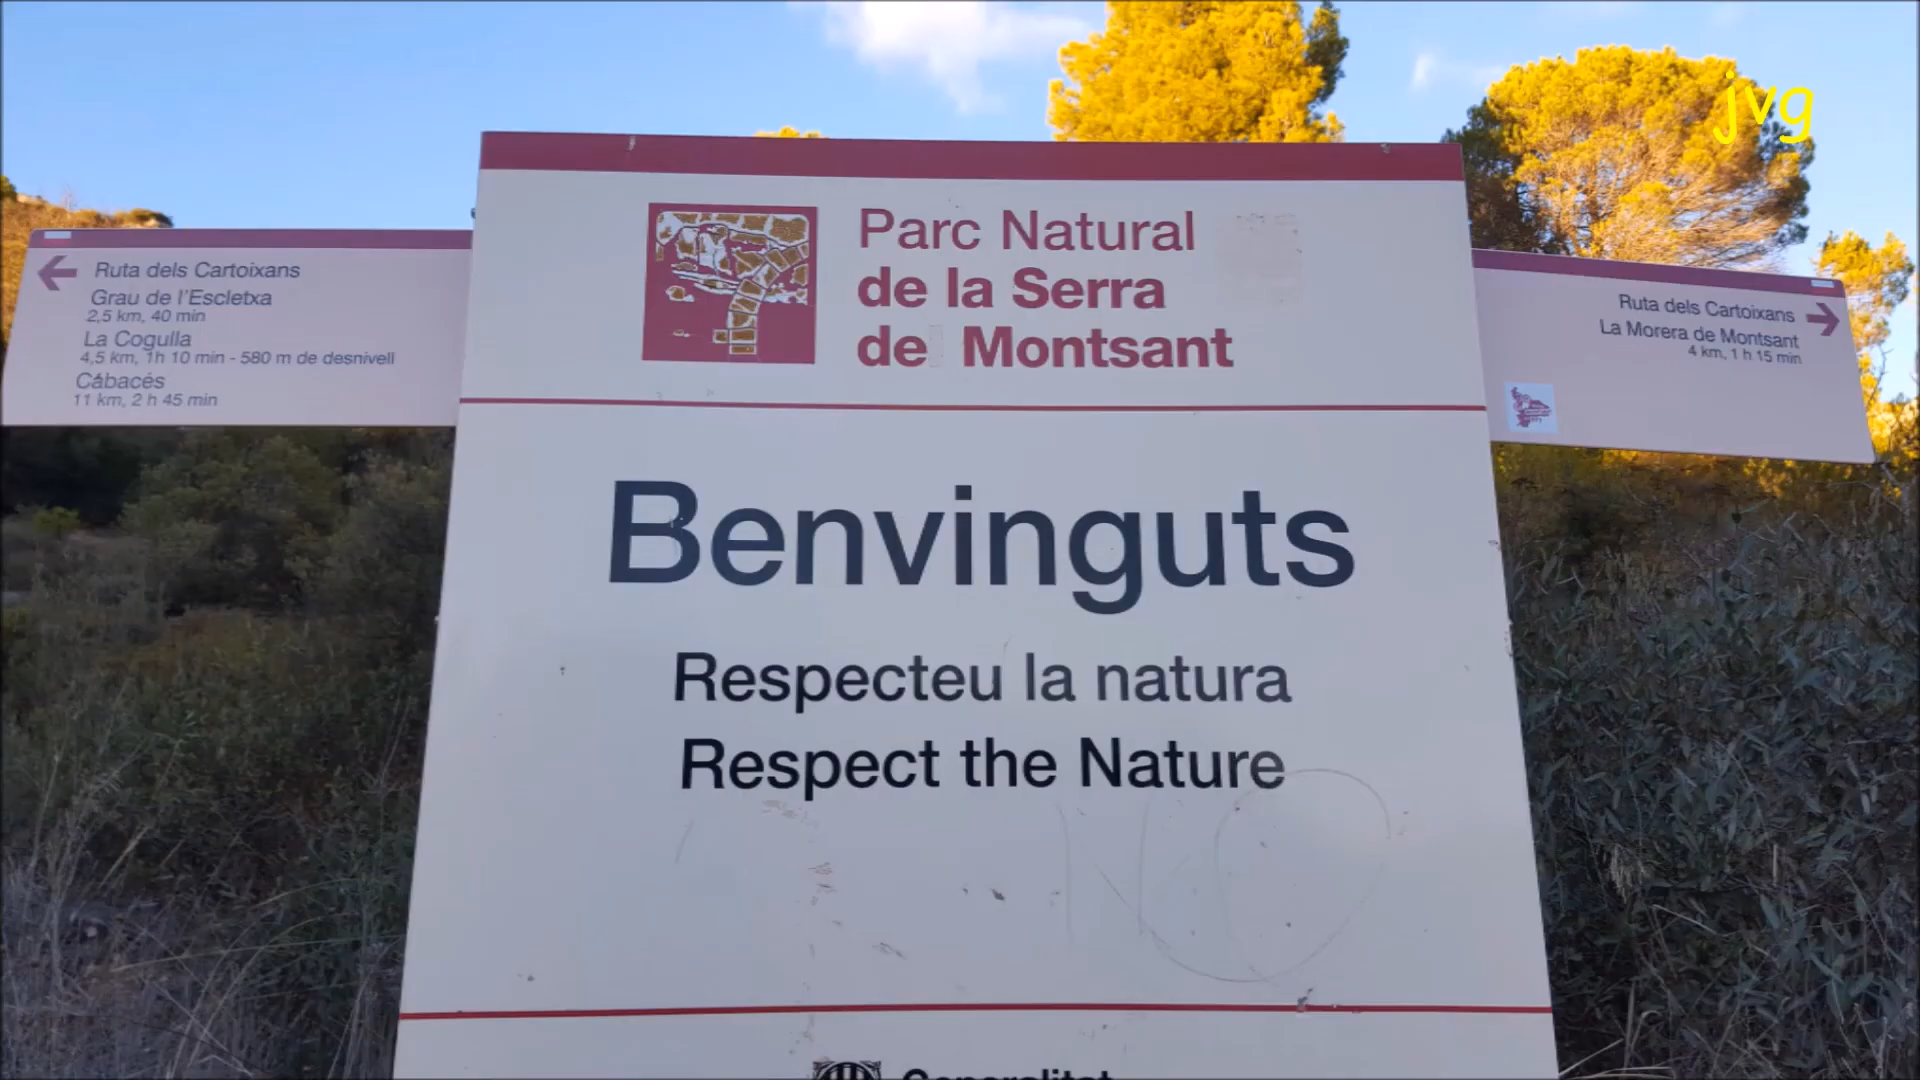 jvg
Ruta dels Cartoixans
Grau de l'Escletxa
2,5 km, 40 min
La Cogulla
4,5 km, 1h 10 min - 580 m de desnivell
Cabacés
11 km, 2 h 45 min
Parc Natural
de la Serra
de Montsant
Ruta dels Cartoixans
La Morera de Montsant
4 km, 1 h 15 min
Benvinguts
Respecteu la natura
Respect the Nature
NO
Generalitat